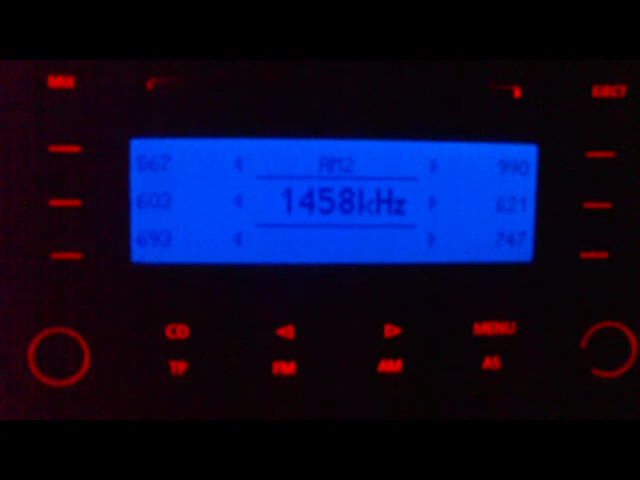 MIX
EJECT
567 AM2 990
603 1458kHz 621
693 747
CD MENU
TP FM AM AS